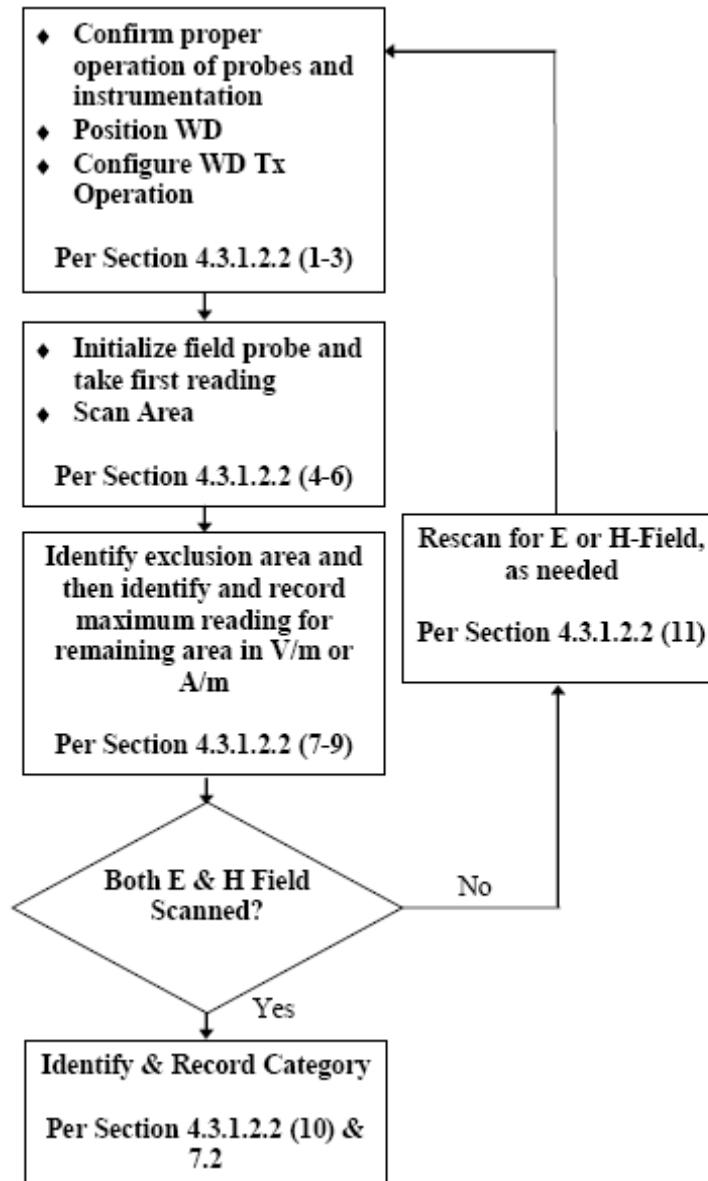 ♦ Confirm proper
operation of probes and
instrumentation
♦ Position WD
♦ Configure WD Tx
Operation
Per Section 4.3.1.2.2 (1-3)
♦ Initialize field probe and
take first reading
♦ Scan Area
Per Section 4.3.1.2.2 (4-6)
Identify exclusion area and
then identify and record
maximum reading for
remaining area in V/m or
A/m
Per Section 4.3.1.2.2 (7-9)
Rescan for E or H-Field,
as needed
Per Section 4.3.1.2.2 (11)
Both E & H Field
Scanned?
No
Yes
Identify & Record Category
Per Section 4.3.1.2.2 (10) &
7.2